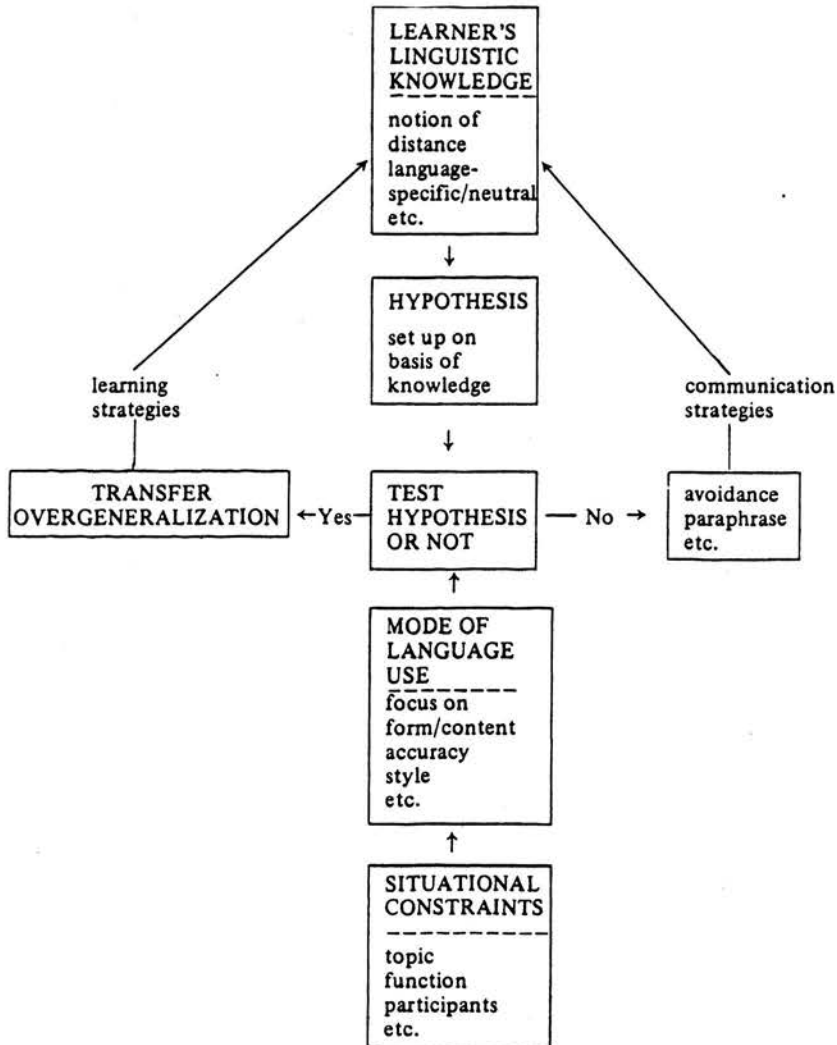 LEARNER'S
LINGUISTIC
KNOWLEDGE
notion of
distance
language-
specific/neutral
etc.
HYPOTHESIS
set up on
basis of
knowledge
learning
strategies
communication
strategies
TRANSFER
OVERGENERALIZATION
Yes
TEST
HYPOTHESIS
OR NOT
No
avoidance
paraphrase
etc.
MODE OF
LANGUAGE
USE
focus on
form/content
accuracy
style
etc.
SITUATIONAL
CONSTRAINTS
topic
function
participants
etc.